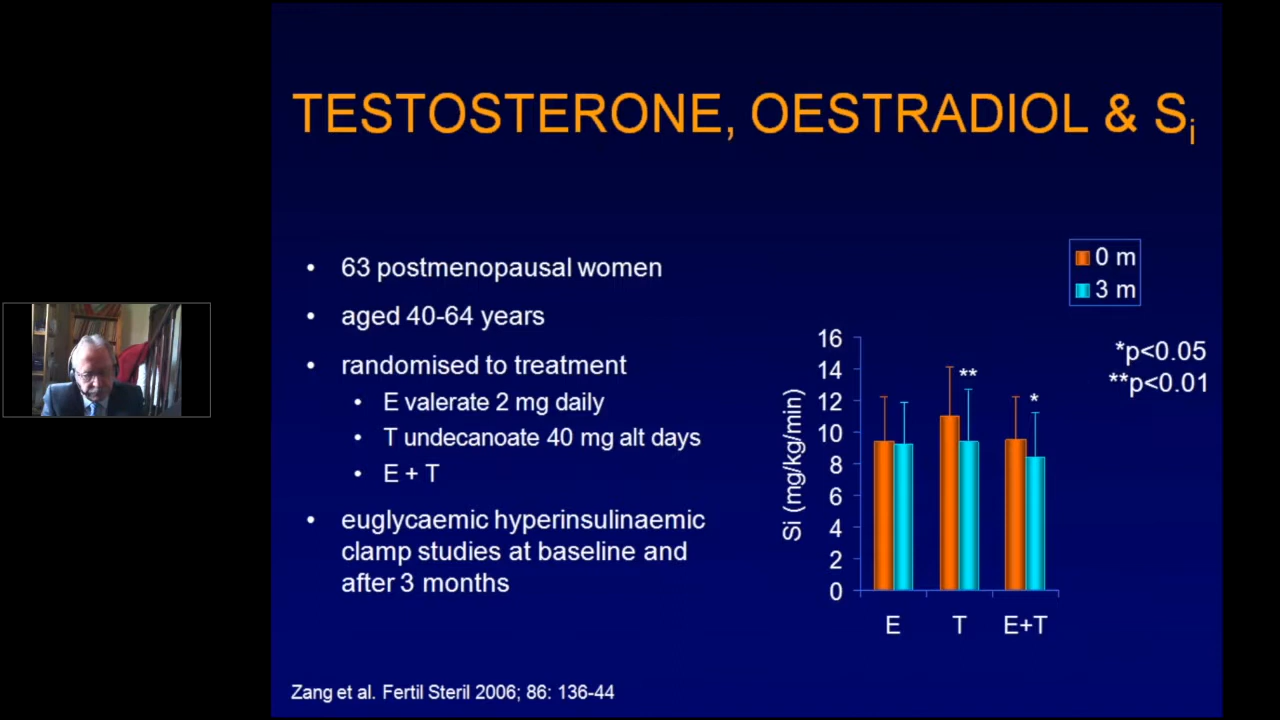 TESTOSTERONE, OESTRADIOL & Si
• 63 postmenopausal women
• aged 40-64 years
• randomised to treatment
• E valerate 2 mg daily
• T undecanoate 40 mg alt days
• E + T
• euglycaemic hyperinsulinaemic
clamp studies at baseline and
after 3 months
0 m
3 m
*p<0.05
**p<0.01
Si (mg/kg/min)
16
14
12
10
8
6
4
2
0
**
*
E T E+T
Zang et al. Fertil Steril 2006; 86: 136-44